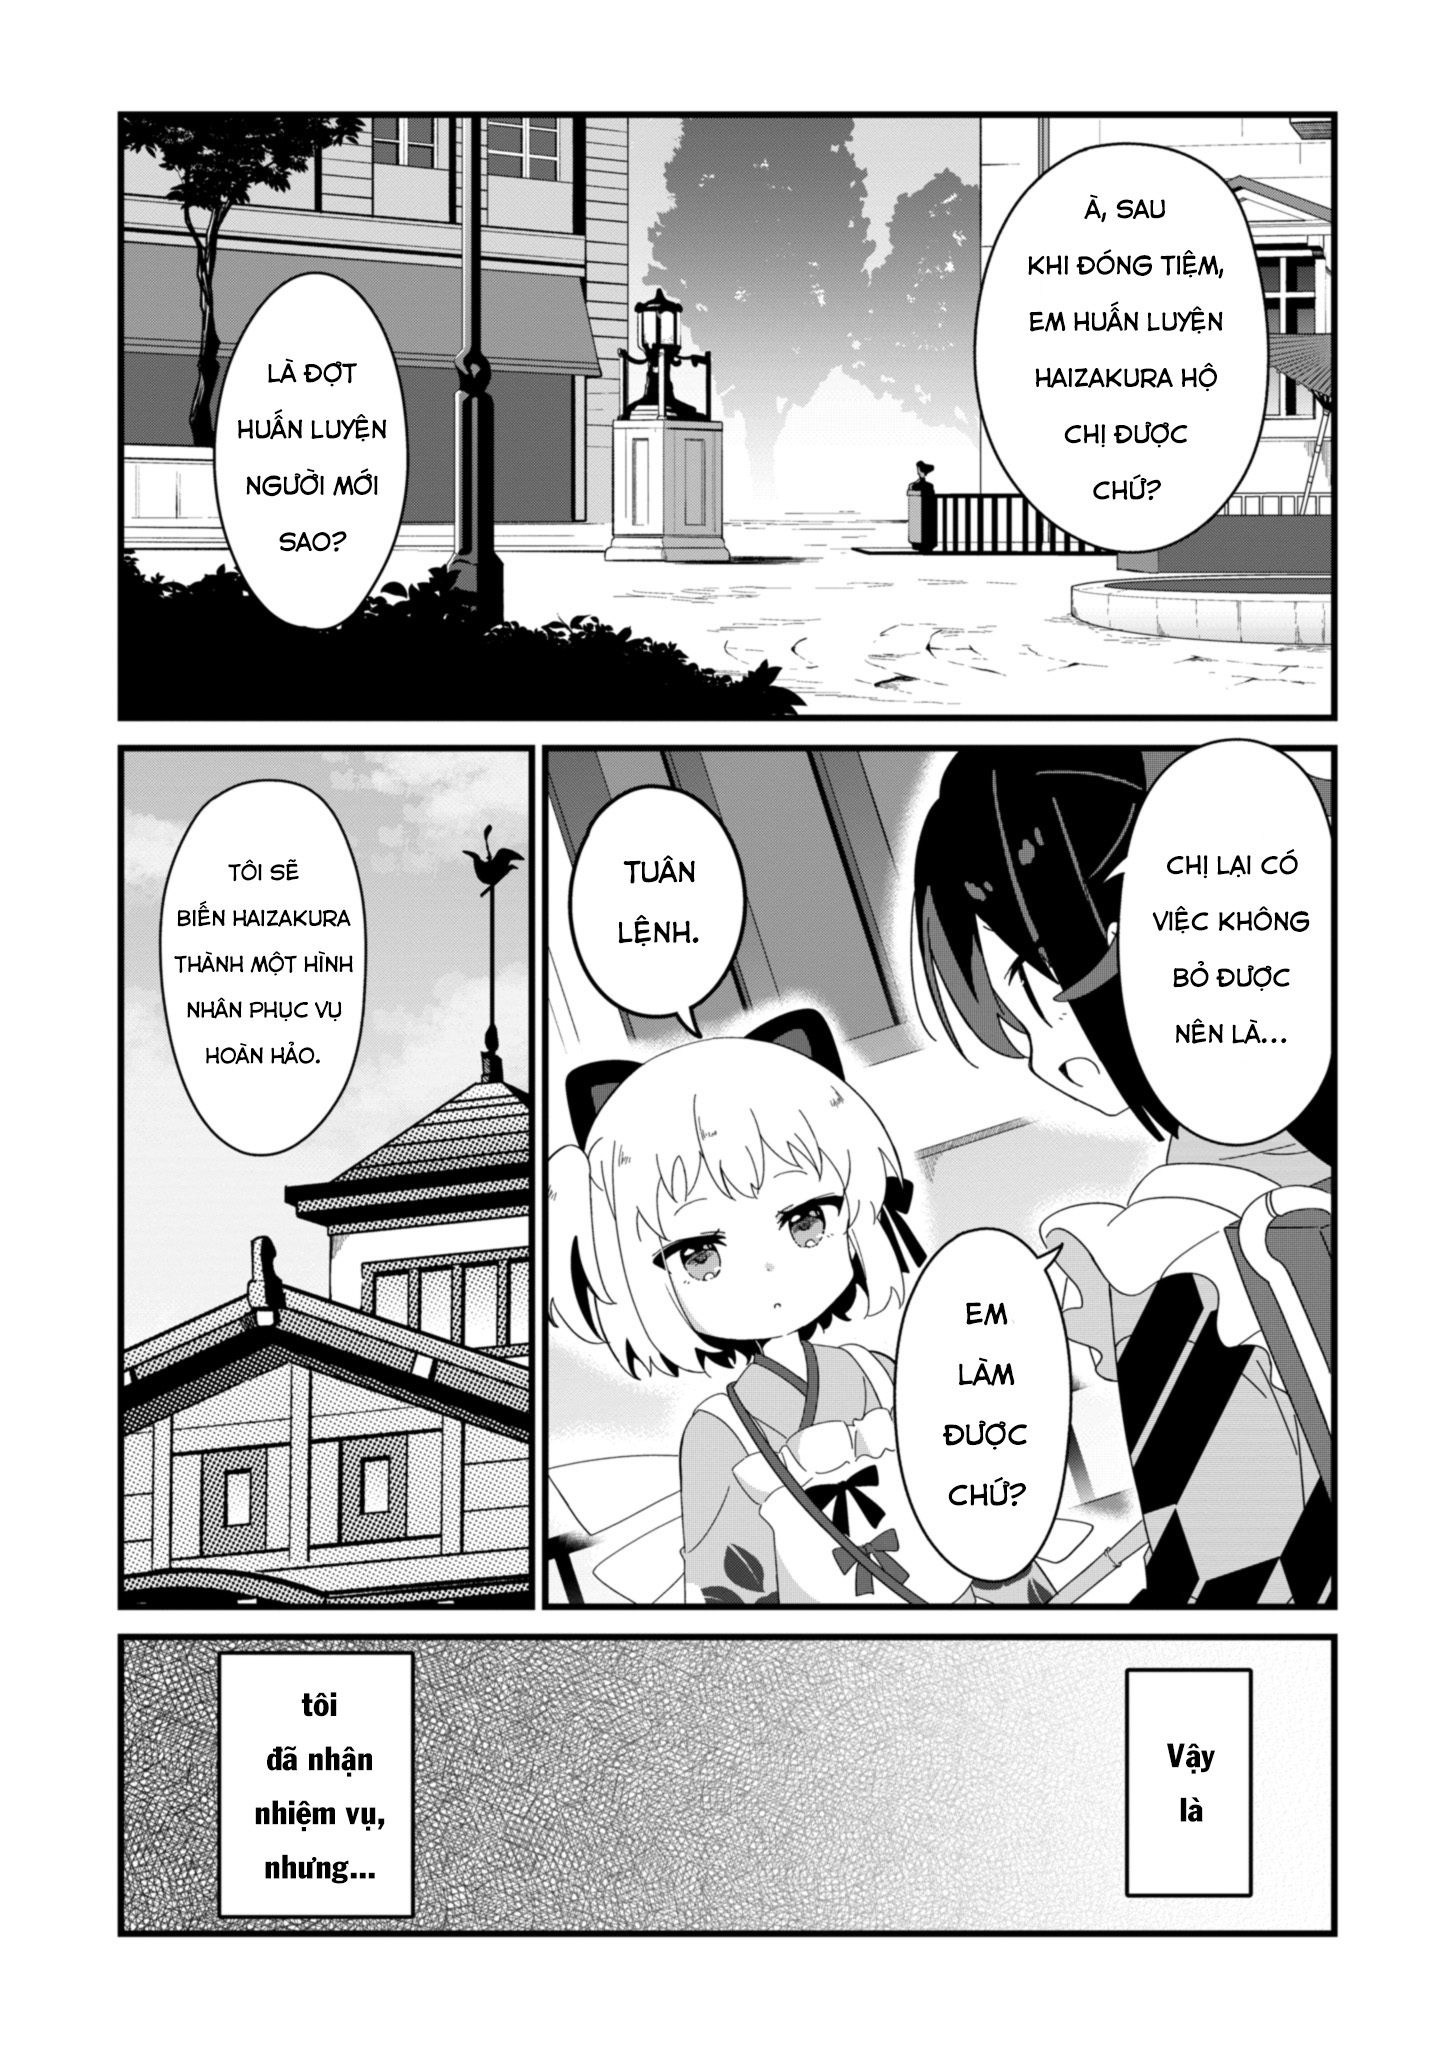 À, SAU
KHI ĐÓNG TIỆM,
EM HUẤN LUYỆN
HAIZAKURA HỘ
CHỊ ĐƯỢC
CHỨ?
LÀ ĐỢT
HUẤN LUYỆN
NGƯỜI MỚI
SAO?
CHỊ LẠI CÓ
VIỆC KHÔNG
BỎ ĐƯỢC
NÊN LÀ...
EM
LÀM
ĐƯỢC
CHỨ?
TUÂN
LỆNH.
TÔI SẼ
BIẾN HAIZAKURA
THÀNH MỘT HÌNH
NHÂN PHỤC VỤ
HOÀN HẢO.
Vậy
là
tôi
đã nhận
nhiệm vụ,
nhưng...